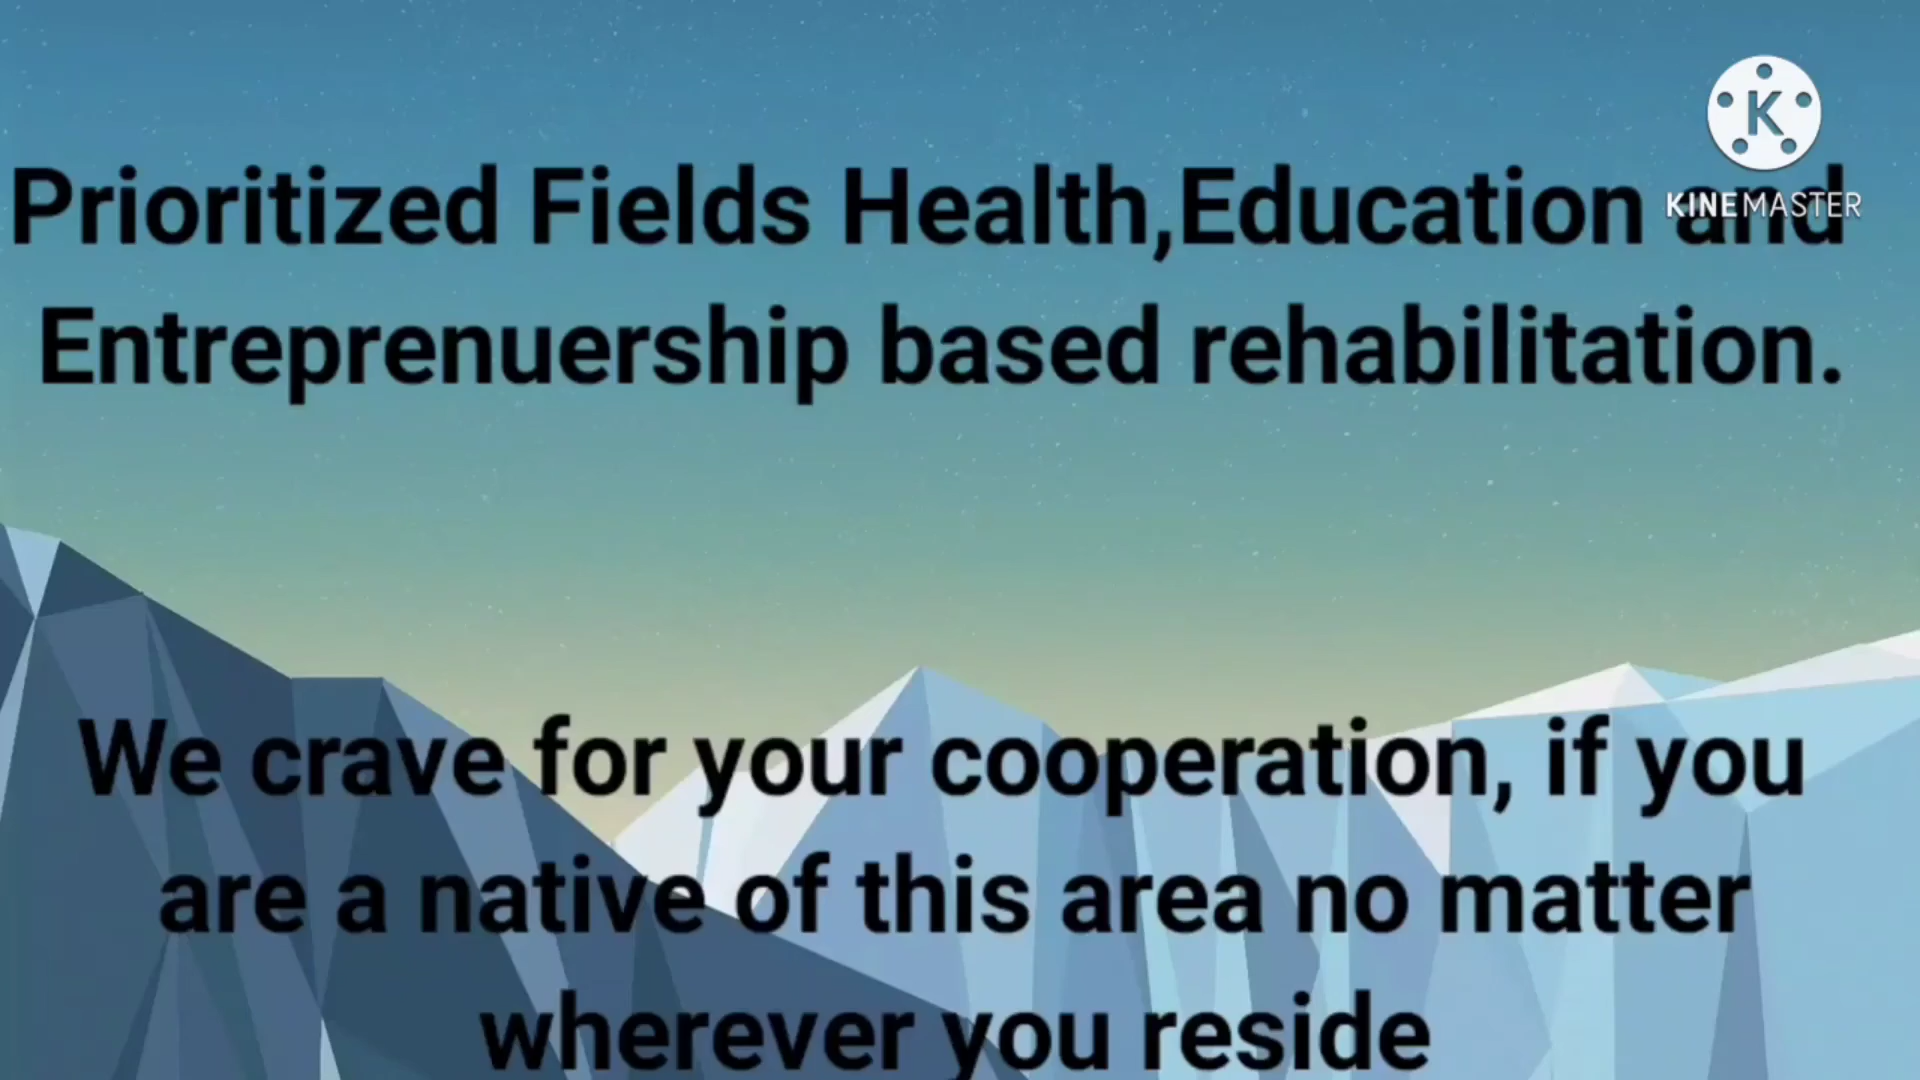 K
KINEMASTER
Prioritized Fields Health,Education and
Entreprenuership based rehabilitation.
We crave for your cooperation, if you
are a native of this area no matter
wherever you reside